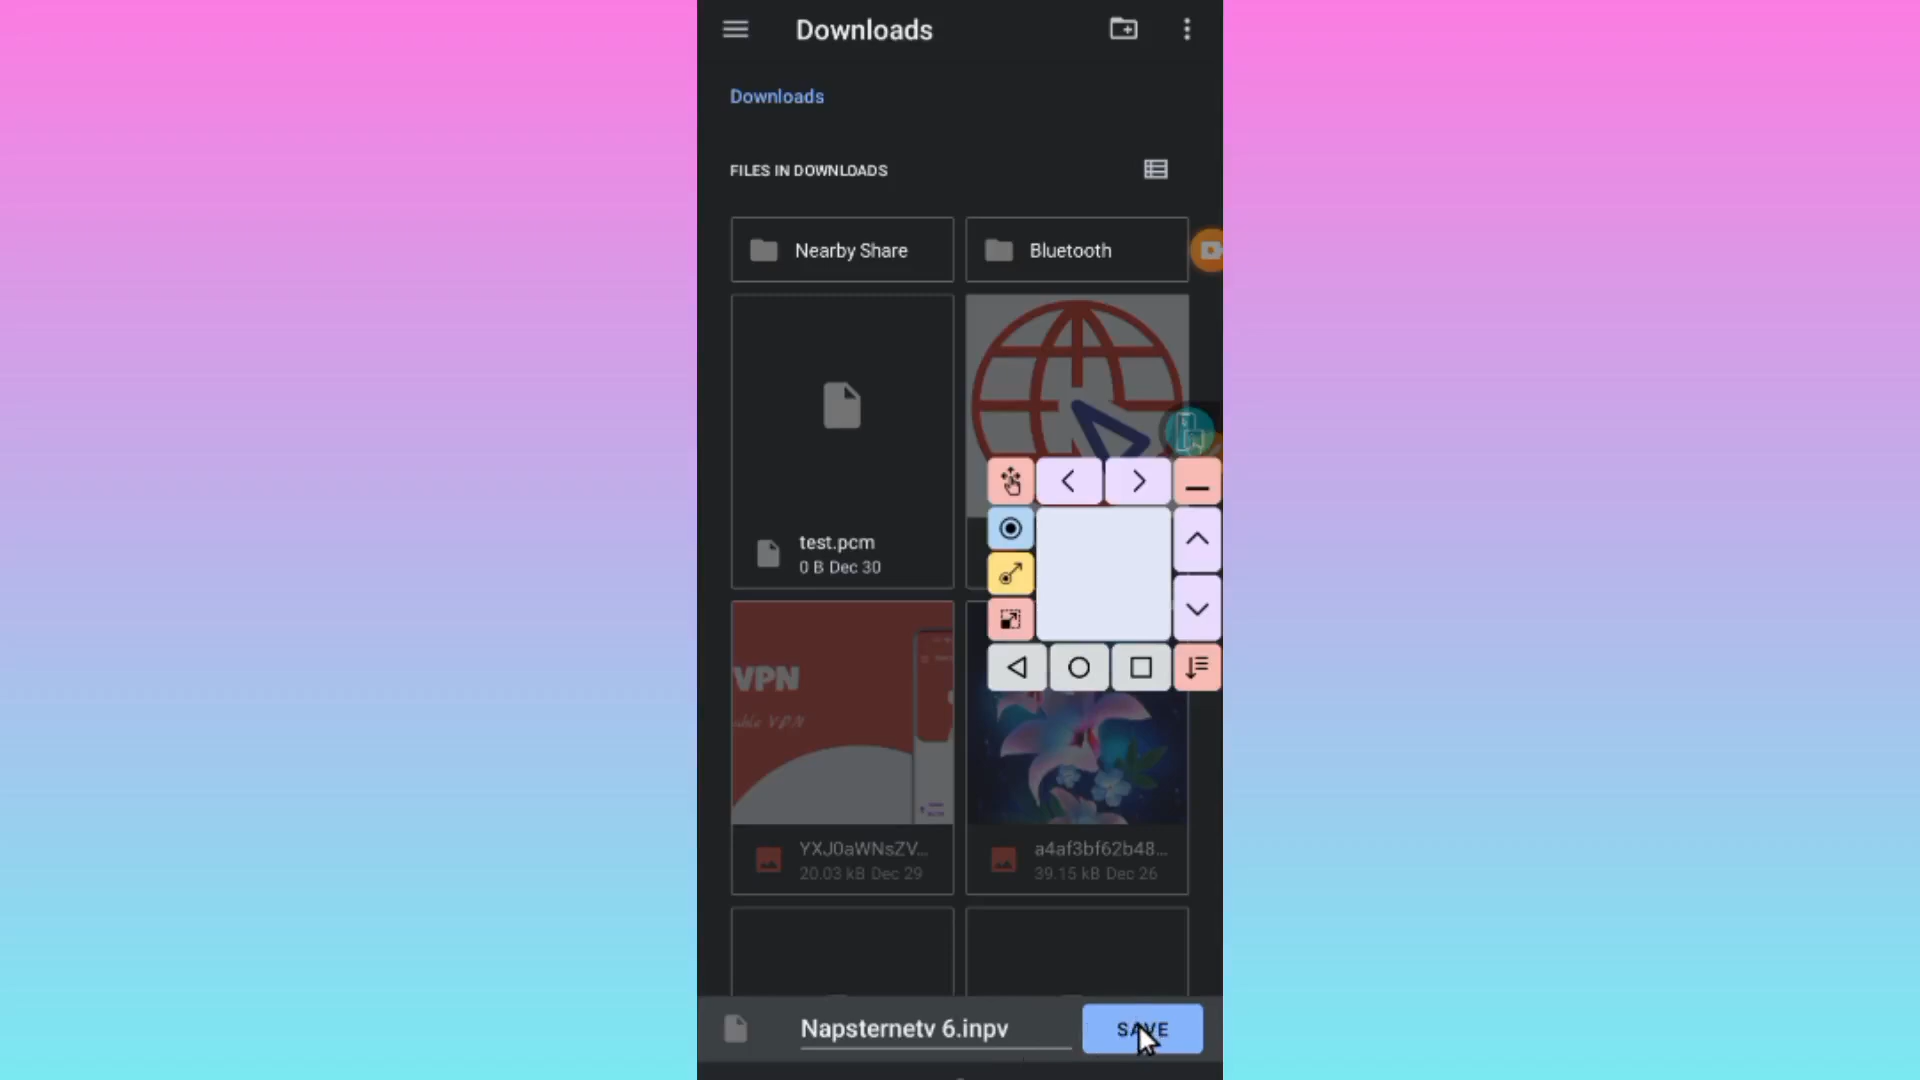 Downloads
Downloads
FILES IN DOWNLOADS
Nearby Share
Bluetooth
test.pcm
0 B Dec 30
VPN
YXJ0aWNsZV...
20.03 kB Dec 29
a4af3bf62b48...
39.15 kB Dec 26
Napsternetv 6.inpv
SAVE